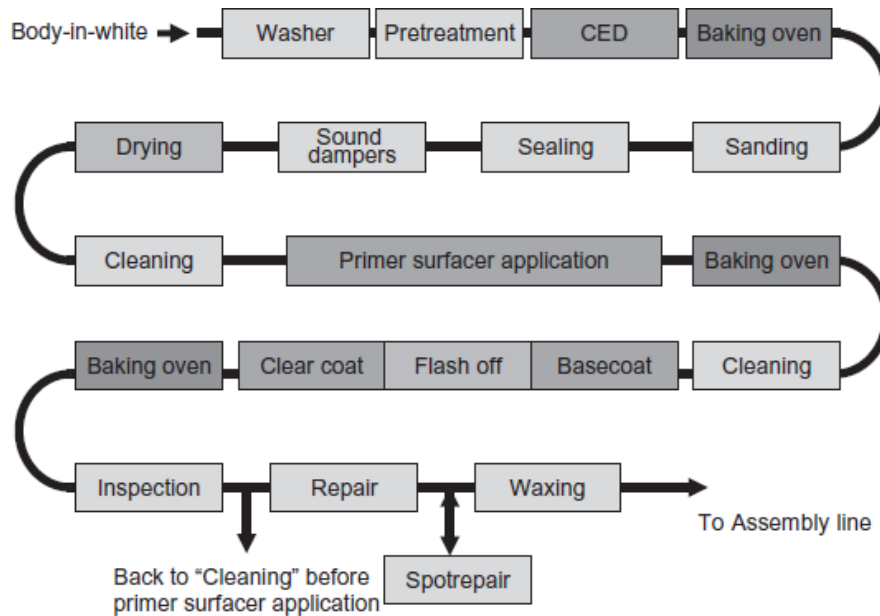 Body-in-white
Washer
Pretreatment
CED
Baking oven
Drying
Sound
dampers
Sealing
Sanding
Cleaning
Primer surfacer application
Baking oven
Baking oven
Clear coat
Flash off
Basecoat
Cleaning
Inspection
Repair
Waxing
To Assembly line
Back to “Cleaning” before
primer surfacer application
Spotrepair